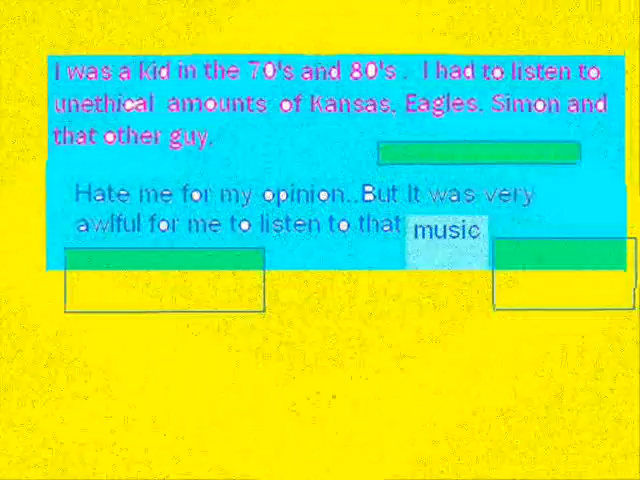 I was a kid in the 70's and 80's . I had to listen to
unethical amounts of Kansas, Eagles. Simon and
that other guy.
Hate me for my opinion..But It was very
awlful for me to listen to that music